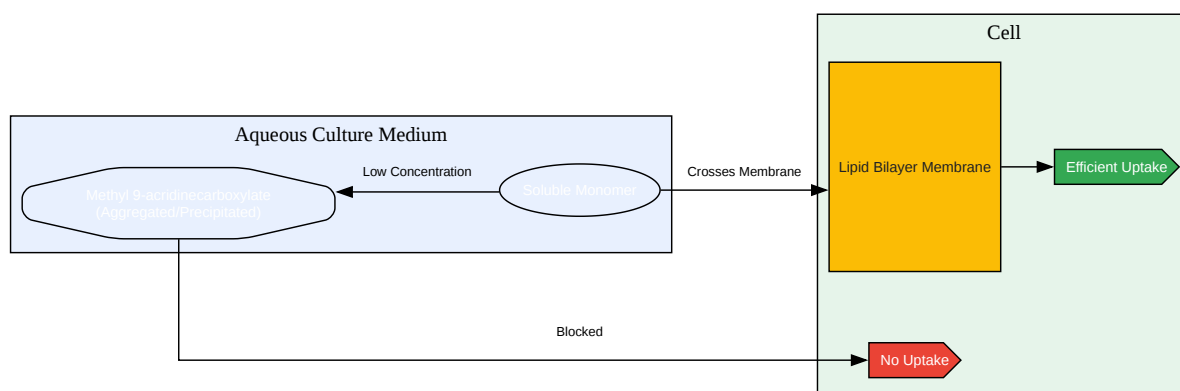 Cell
Aqueous Culture Medium
Methyl 9-acridinecarboxylate
(Aggregated/Precipitated)
Low Concentration
Soluble Monomer
Crosses Membrane
Lipid Bilayer Membrane
Efficient Uptake
Blocked
No Uptake